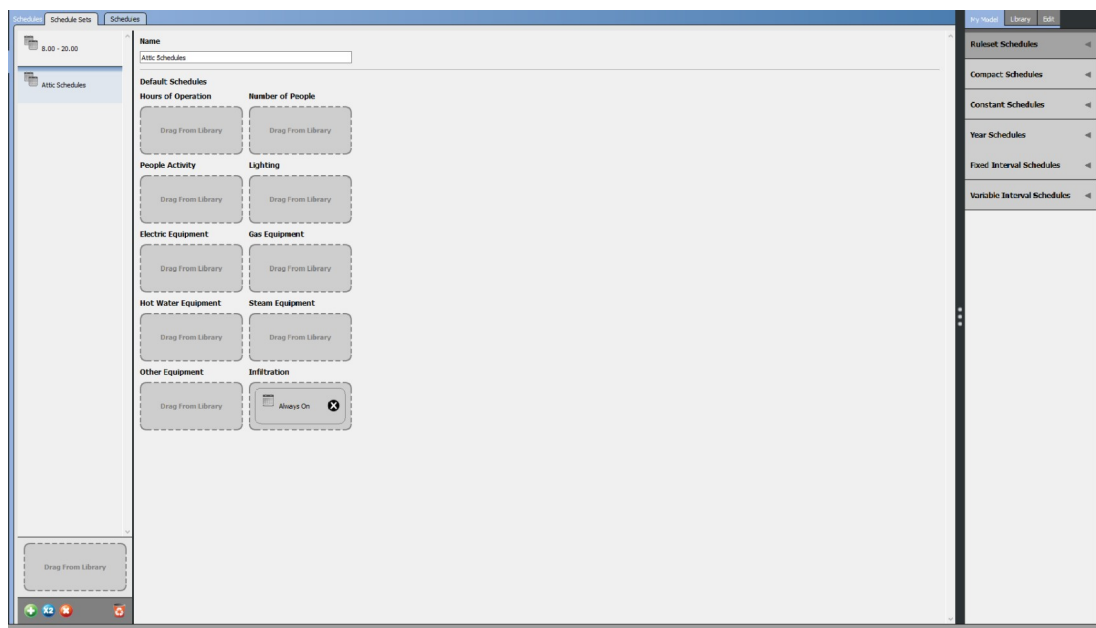 Schedules Schedule Sets Schedules
My Model Library Edit
8.00 - 20.00
Attic Schedules
Name
Attic Schedules
Default Schedules
Hours of Operation Number of People
Drag From Library Drag From Library
People Activity Lighting
Drag From Library Drag From Library
Electric Equipment Gas Equipment
Drag From Library Drag From Library
Hot Water Equipment Steam Equipment
Drag From Library Drag From Library
Other Equipment Infiltration
Drag From Library Always On
Drag From Library
X2
Ruleset Schedules
Compact Schedules
Constant Schedules
Year Schedules
Fixed Interval Schedules
Variable Interval Schedules